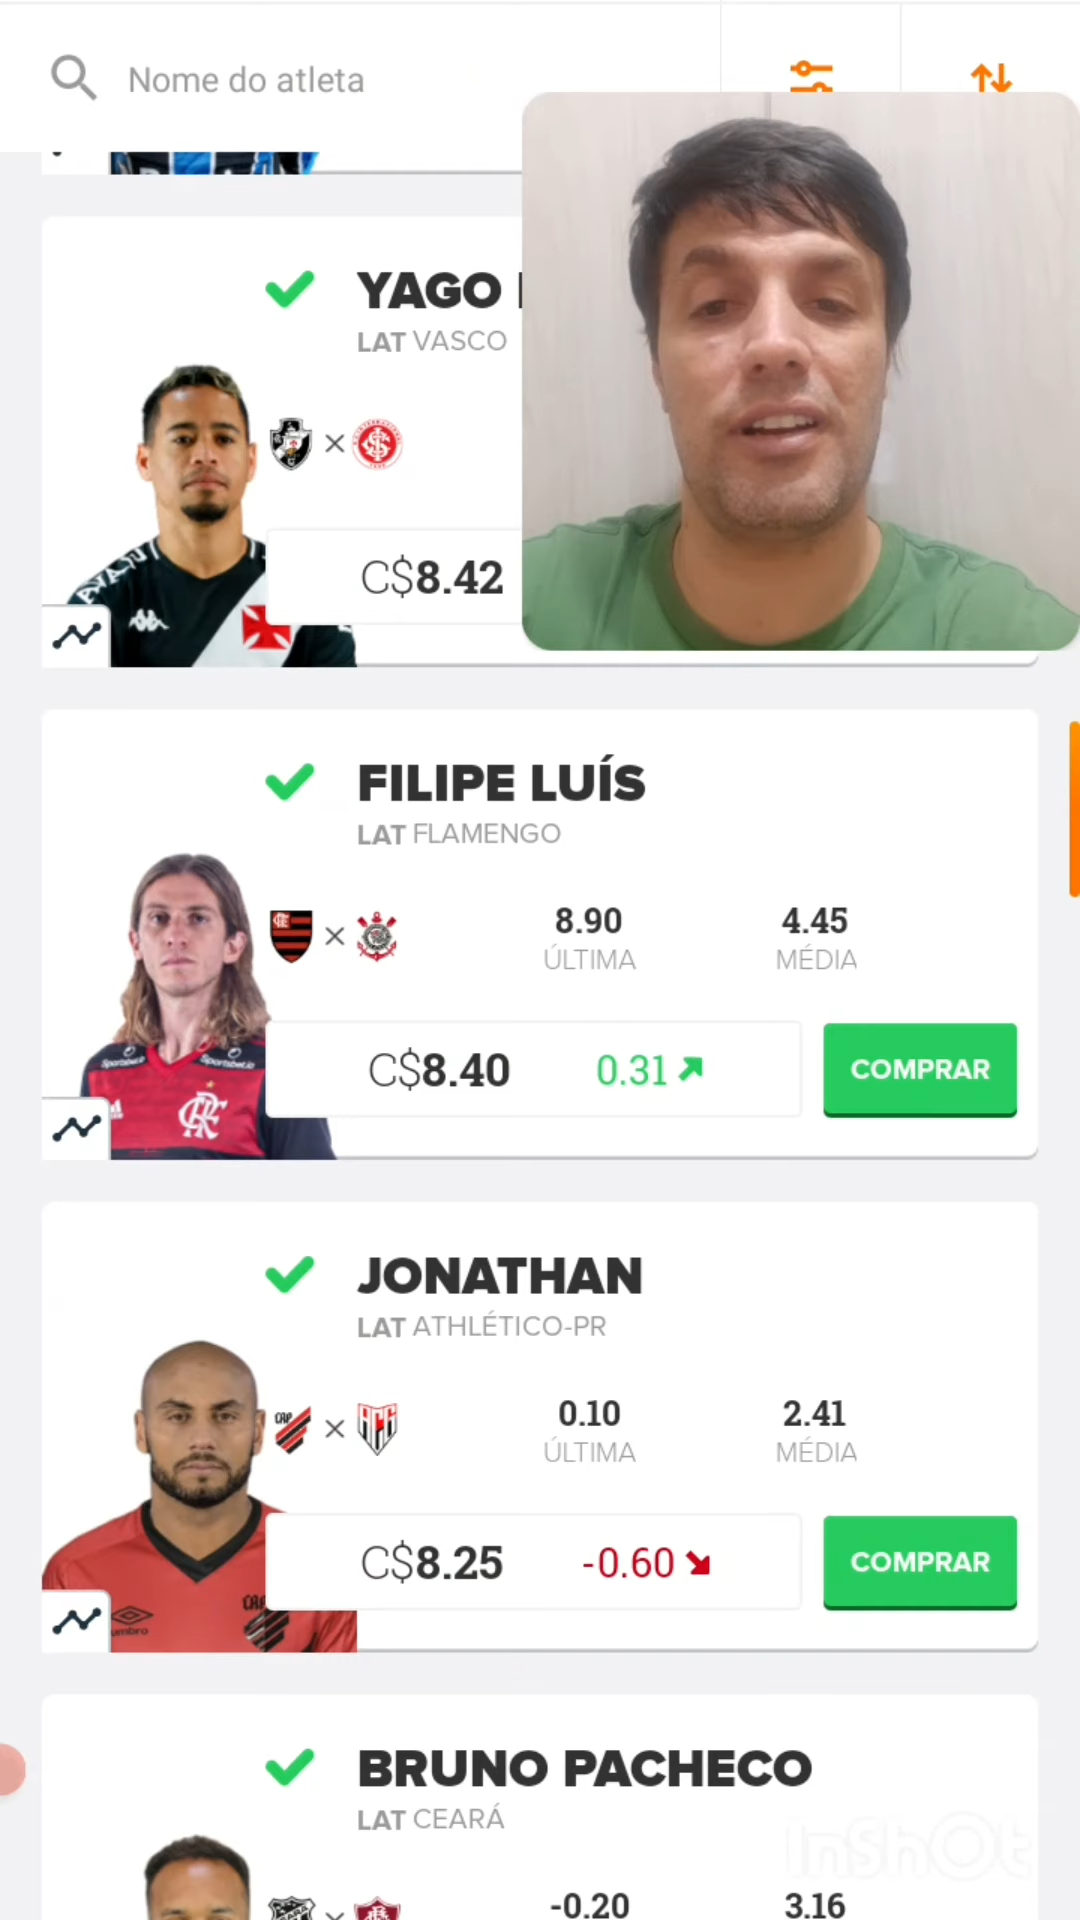 Nome do atleta
YAGO
LAT VASCO
×
C$8.42
FILIPE LUÍS
LAT FLAMENGO
×
8.90
ÚLTIMA
4.45
MÉDIA
C$8.40
0.31
COMPRAR
JONATHAN
LAT ATHLÉTICO-PR
×
0.10
ÚLTIMA
2.41
MÉDIA
C$8.25
-0.60
COMPRAR
BRUNO PACHECO
LAT CEARÁ
-0.20
3.16
InShOt